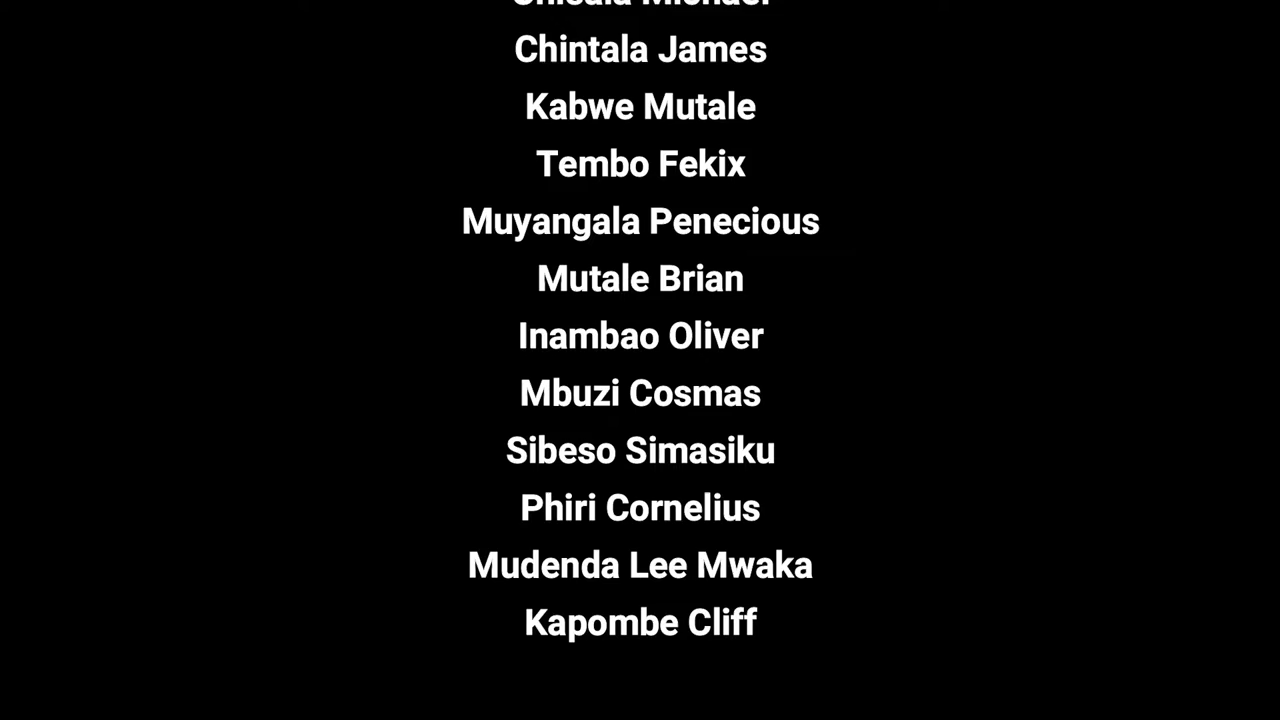 Chintala James
Kabwe Mutale
Tembo Fekix
Muyangala Penecious
Mutale Brian
Inambao Oliver
Mbuzi Cosmas
Sibeso Simasiku
Phiri Cornelius
Mudenda Lee Mwaka
Kapombe Cliff